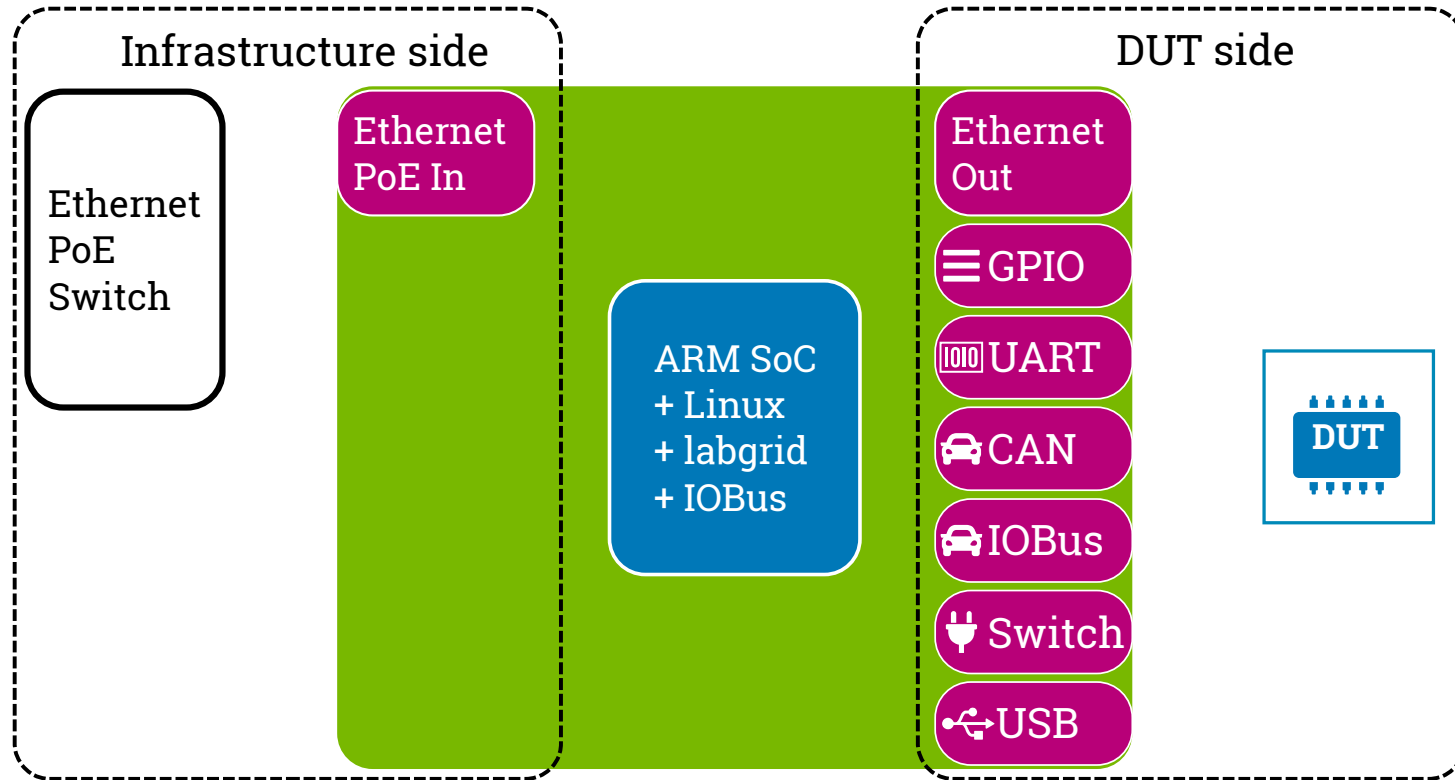 Infrastructure side
DUT side
Ethernet
PoE
Switch
Ethernet
PoE In
ARM SoC
+ Linux
+ labgrid
+ IOBus
Ethernet
Out
GPIO
1010 UART
CAN
IOBus
Switch
USB
DUT